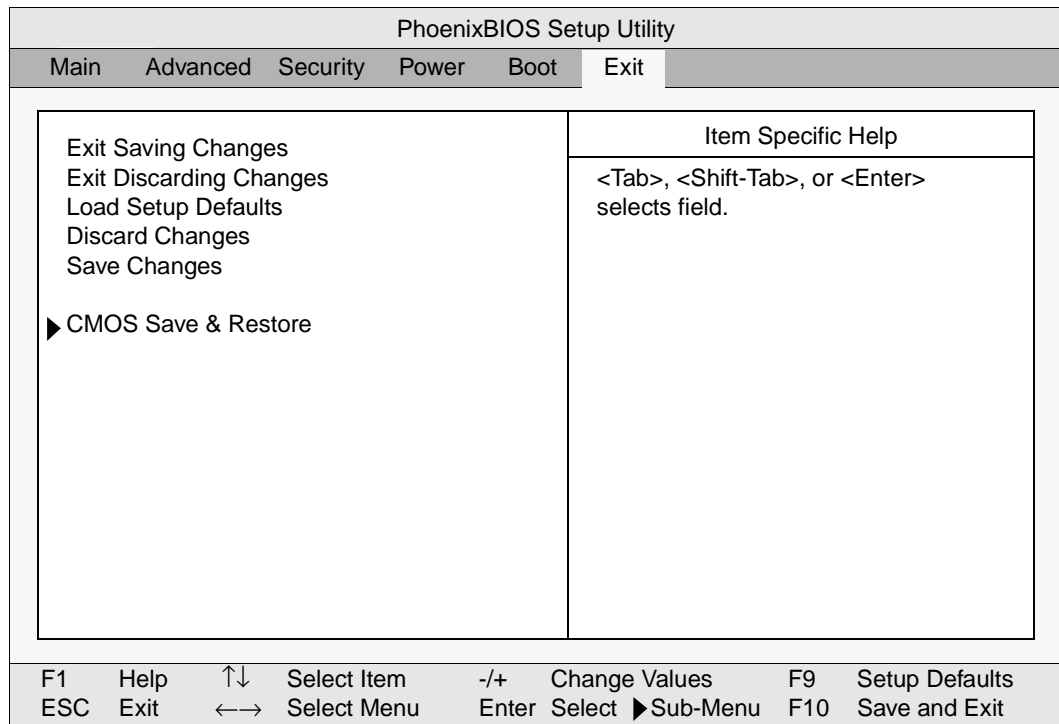 PhoenixBIOS Setup Utility
Main Advanced Security Power Boot Exit
Exit Saving Changes
Exit Discarding Changes
Load Setup Defaults
Discard Changes
Save Changes
▶CMOS Save & Restore
Item Specific Help
<Tab>, <Shift-Tab>, or <Enter>
selects field.
F1 Help ↑↓ Select Item -/+ Change Values F9 Setup Defaults
ESC Exit ←→ Select Menu Enter Select ▶Sub-Menu F10 Save and Exit